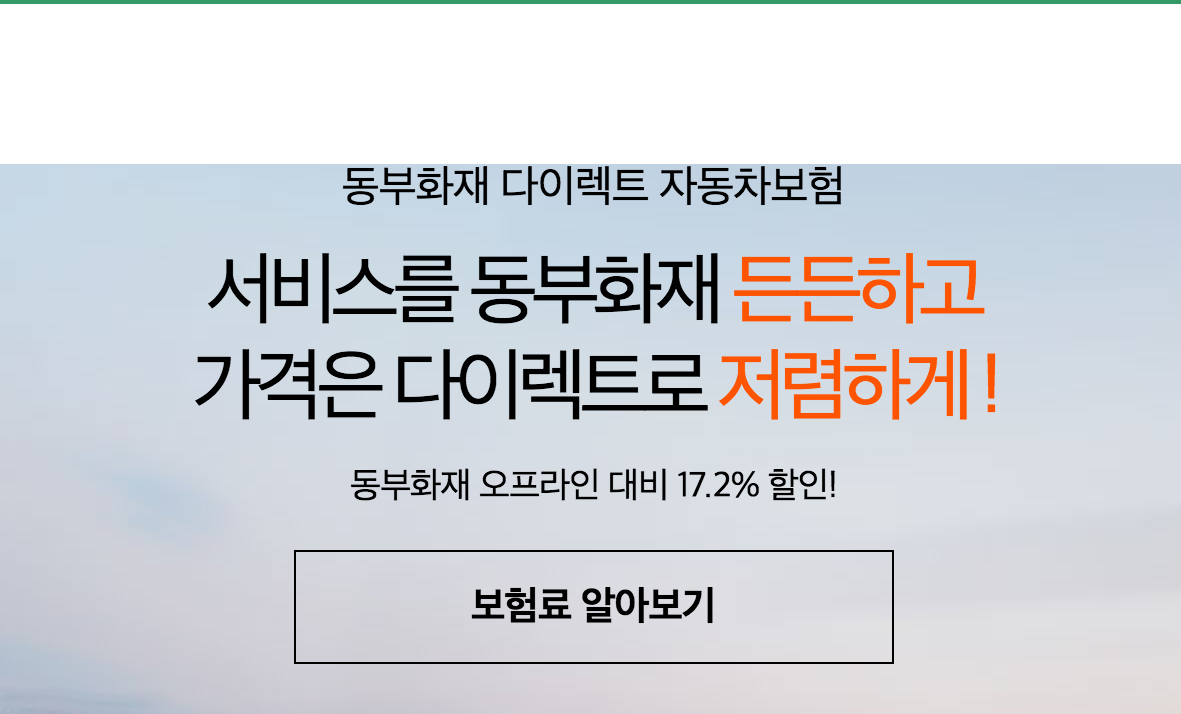 동부화재 다이렉트 자동차보험
서비스를 동부화재 든든하고
가격은 다이렉트로 저렴하게!
동부화재 오프라인 대비 17.2% 할인!
보험료 알아보기